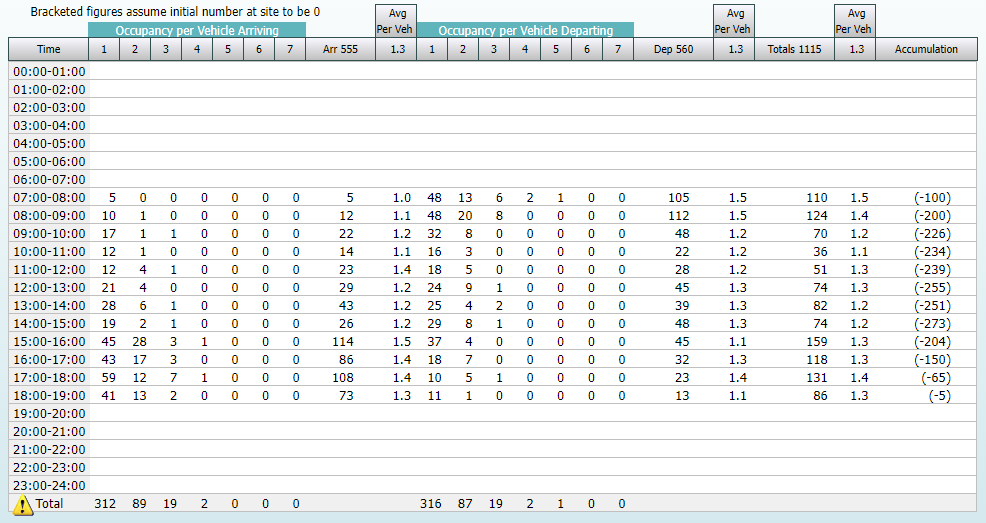 Bracketed figures assume initial number at site to be 0
Avg Per Veh Avg Per Veh Avg Per Veh
Occupancy per Vehicle Arriving Occupancy per Vehicle Departing
Time 1 2 3 4 5 6 7 Arr 555 1.3 1 2 3 4 5 6 7 Dep 560 1.3 Totals 1115 1.3 Accumulation
00:00-01:00
01:00-02:00
02:00-03:00
03:00-04:00
04:00-05:00
05:00-06:00
06:00-07:00
07:00-08:00 5 0 0 0 0 0 0 5 1.0 48 13 6 2 1 0 0 105 1.5 110 1.5 (-100)
08:00-09:00 10 1 0 0 0 0 0 12 1.1 48 20 8 0 0 0 0 112 1.5 124 1.4 (-200)
09:00-10:00 17 1 1 0 0 0 0 22 1.2 32 8 0 0 0 0 0 48 1.2 70 1.2 (-226)
10:00-11:00 12 1 0 0 0 0 0 14 1.1 16 3 0 0 0 0 0 22 1.2 36 1.1 (-234)
11:00-12:00 12 4 1 0 0 0 0 23 1.4 18 5 0 0 0 0 0 28 1.2 51 1.3 (-239)
12:00-13:00 21 4 0 0 0 0 0 29 1.2 24 9 1 0 0 0 0 45 1.3 74 1.3 (-255)
13:00-14:00 28 6 1 0 0 0 0 43 1.2 25 4 2 0 0 0 0 39 1.3 82 1.2 (-251)
14:00-15:00 19 2 1 0 0 0 0 26 1.2 29 8 1 0 0 0 0 48 1.3 74 1.2 (-273)
15:00-16:00 45 28 3 1 0 0 0 114 1.5 37 4 0 0 0 0 0 45 1.1 159 1.3 (-204)
16:00-17:00 43 17 3 0 0 0 0 86 1.4 18 7 0 0 0 0 0 32 1.3 118 1.3 (-150)
17:00-18:00 59 12 7 1 0 0 0 108 1.4 10 5 1 0 0 0 0 23 1.4 131 1.4 (-65)
18:00-19:00 41 13 2 0 0 0 0 73 1.3 11 1 0 0 0 0 0 13 1.1 86 1.3 (-5)
19:00-20:00
20:00-21:00
21:00-22:00
22:00-23:00
23:00-24:00
Total 312 89 19 2 0 0 0 316 87 19 2 1 0 0